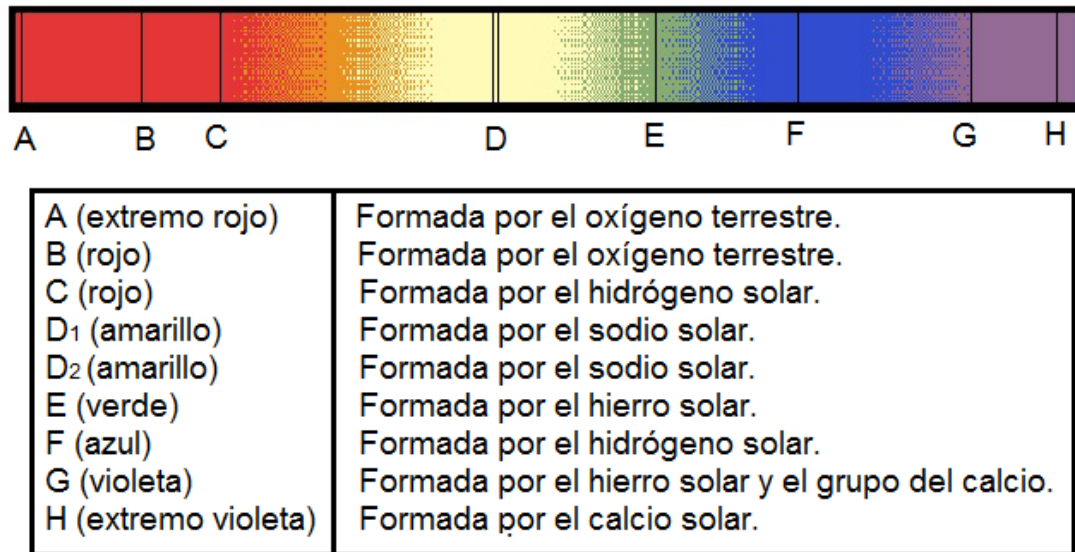 A B C D E F G H
A (extremo rojo) Formada por el oxígeno terrestre.
B (rojo) Formada por el oxígeno terrestre.
C (rojo) Formada por el hidrógeno solar.
D1 (amarillo) Formada por el sodio solar.
D2 (amarillo) Formada por el sodio solar.
E (verde) Formada por el hierro solar.
F (azul) Formada por el hidrógeno solar.
G (violeta) Formada por el hierro solar y el grupo del calcio.
H (extremo violeta) Formada por el calcio solar.